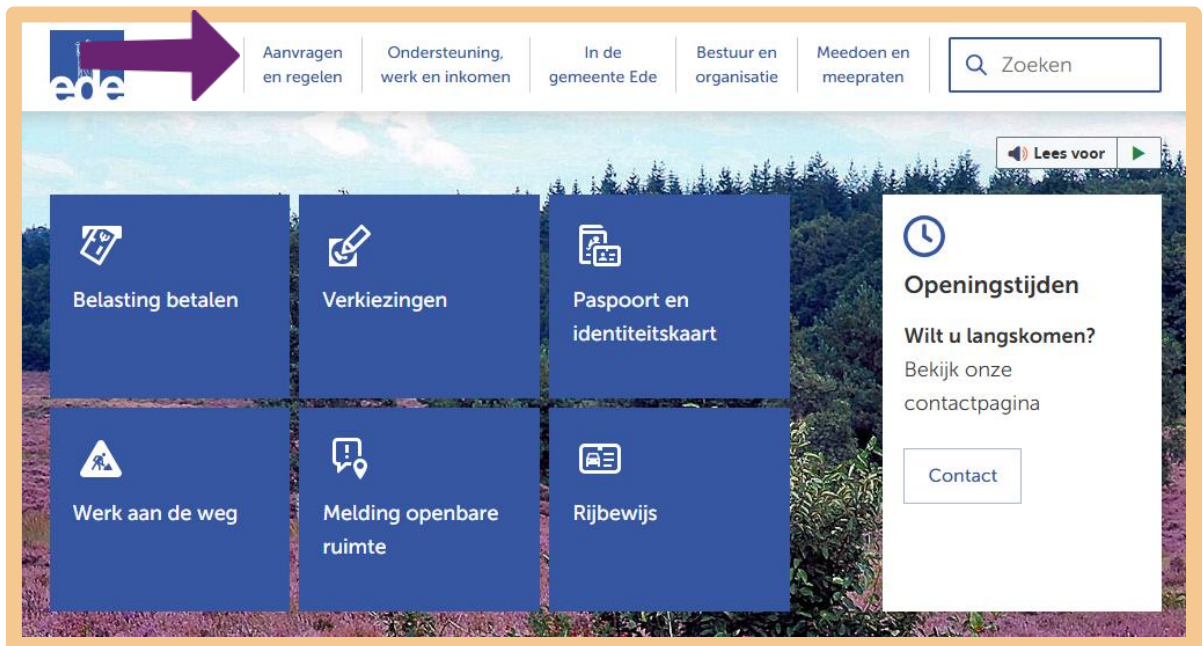 ede
Aanvragen
en regelen
Ondersteuning,
werk en inkomen
In de
gemeente Ede
Bestuur en
organisatie
Meedoen en
meepraten
Zoeken
Lees voor
Belasting betalen
Verkiezingen
Paspoort en
identiteitskaart
Werk aan de weg
Melding openbare
ruimte
Rijbewijs
Openingstijden
Wilt u langskomen?
Bekijk onze
contactpagina
Contact